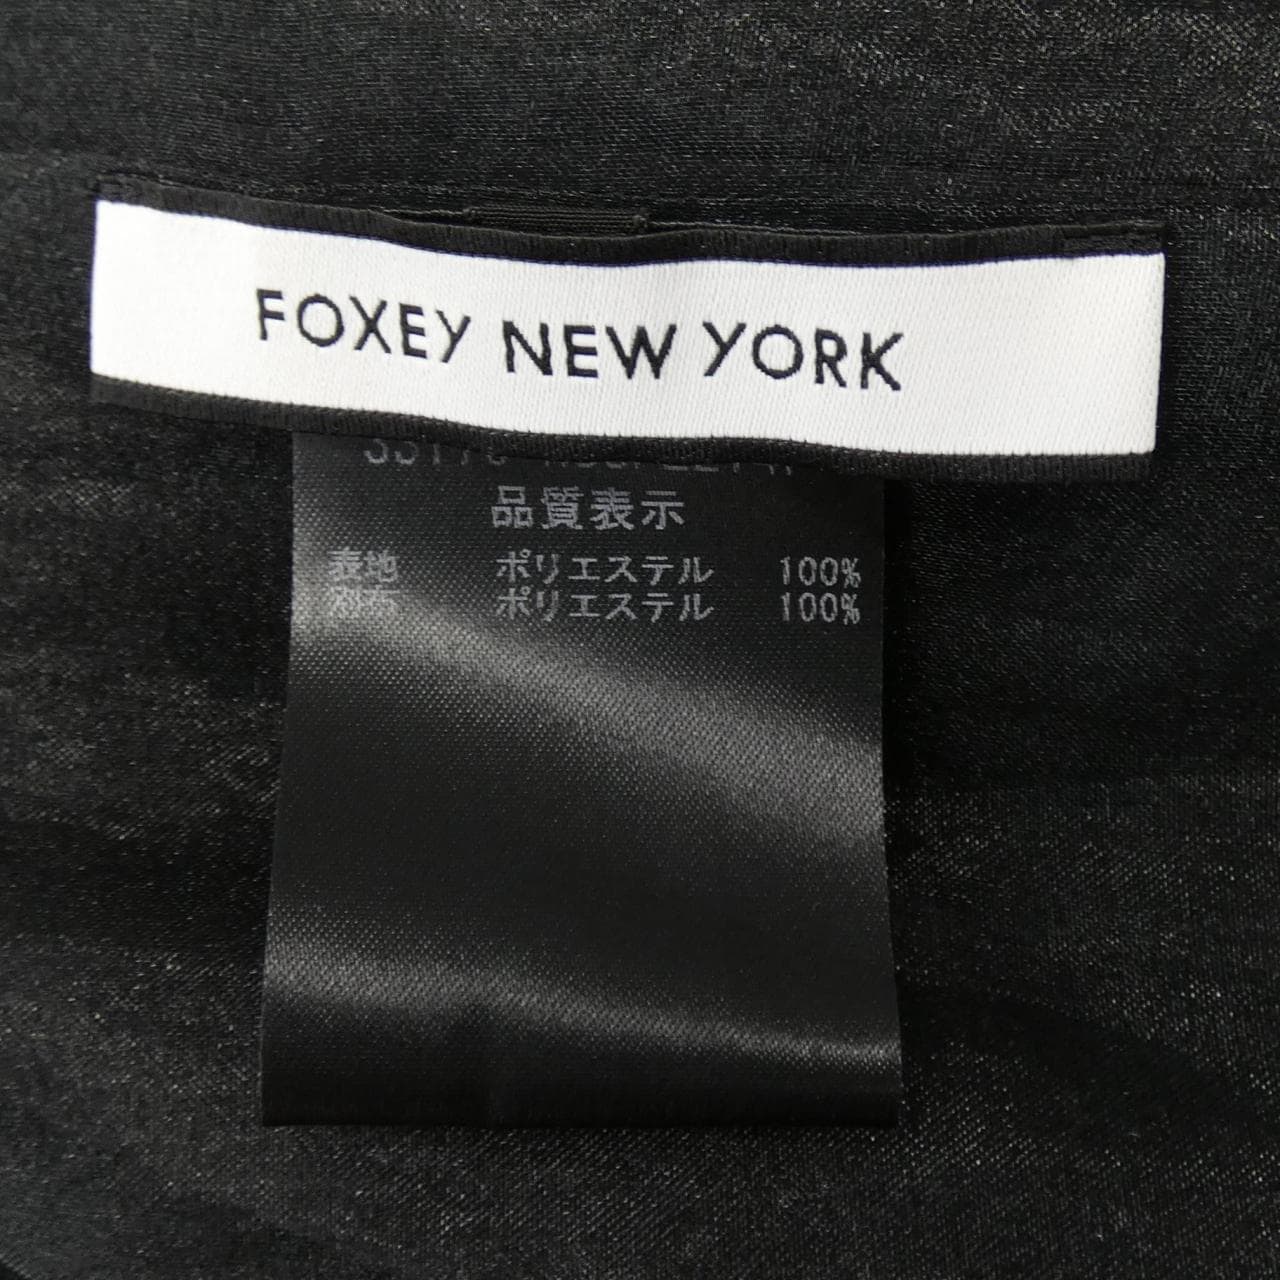 FOXEY NEW YORK
品質表示
表地 ポリエステル 100%
別布 ポリエステル 100%